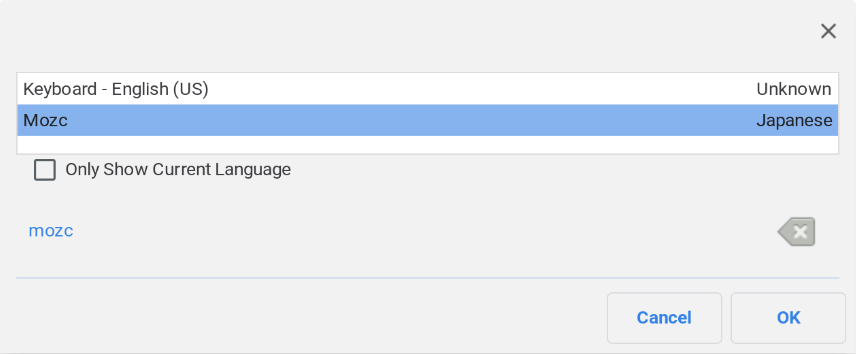 Keyboard - English (US) Unknown
Mozc Japanese
Only Show Current Language
mozc
Cancel OK